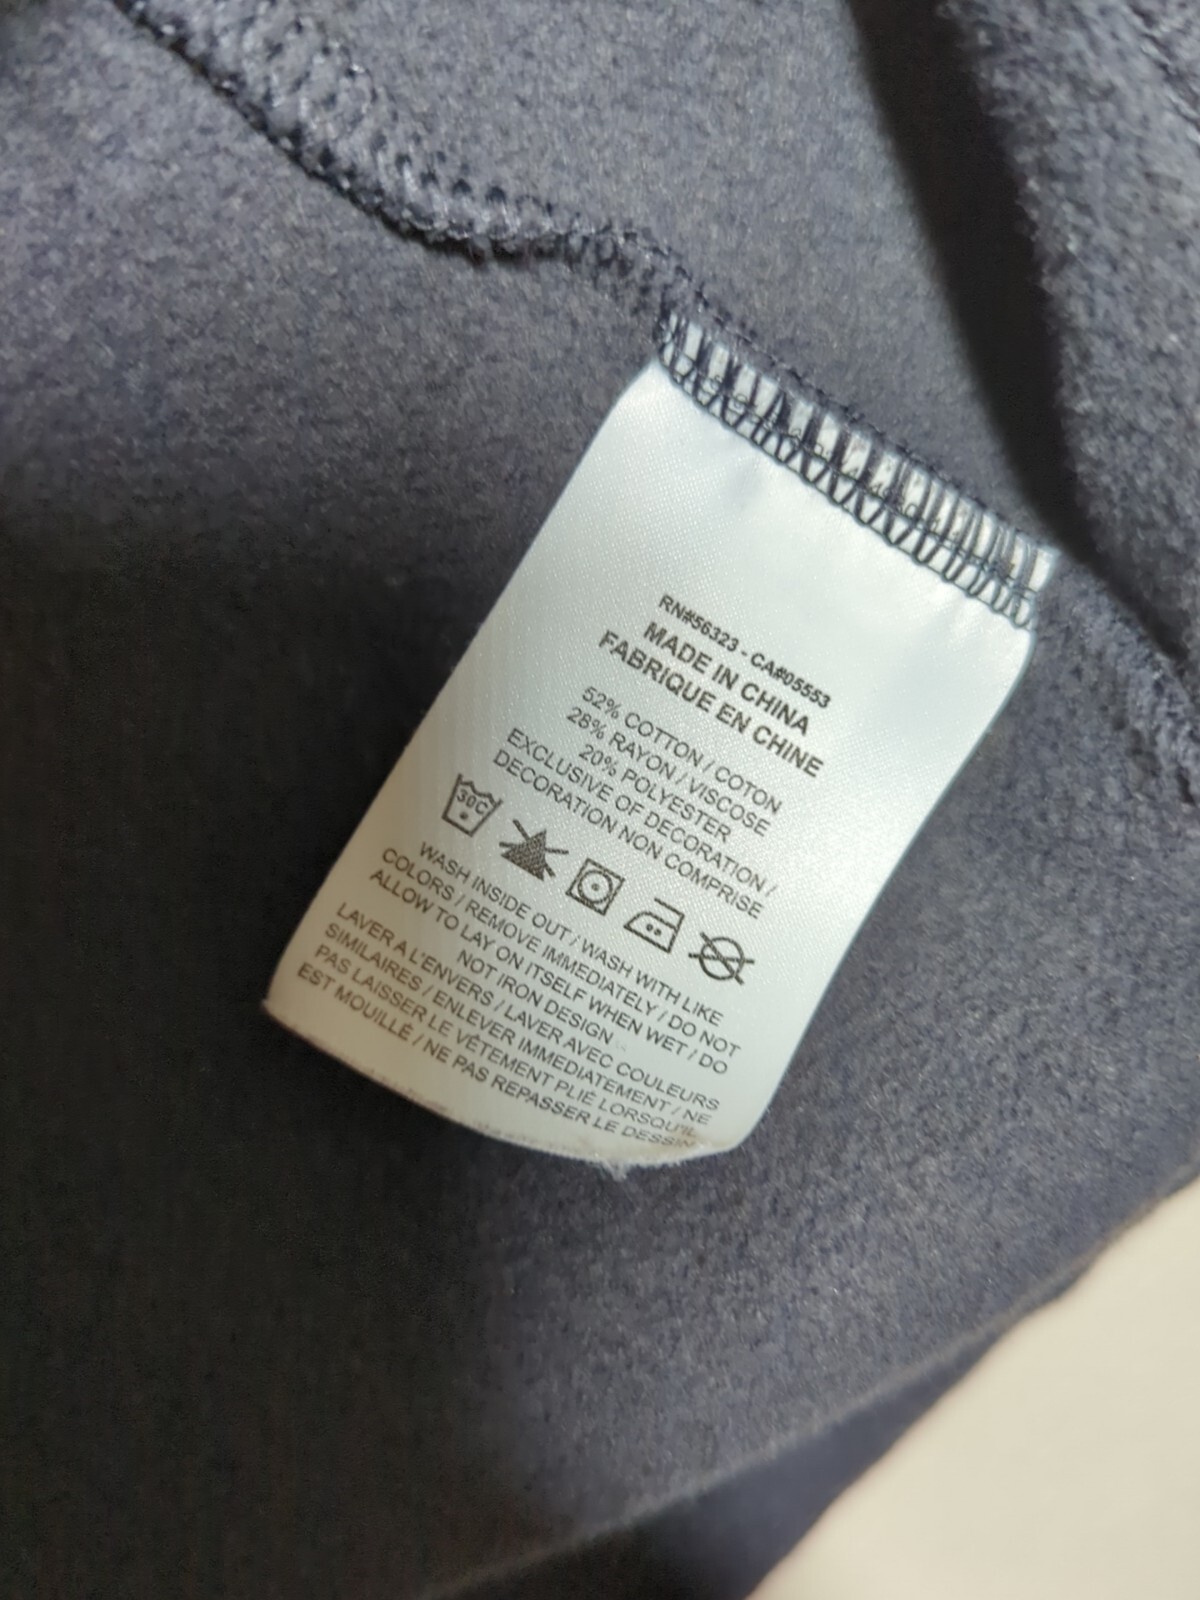 RN#56323 - CA#05553
MADE IN CHINA
FABRIQUE EN CHINE
52% COTTON / COTON
28% RAYON / VISCOSE
20% POLYESTER
EXCLUSIVE OF DECORATION /
DECORATION NON COMPRISE
30C
WASH INSIDE OUT / WASH WITH LIKE
COLORS / REMOVE IMMEDIATELY / DO NOT
ALLOW TO LAY ON ITSELF WHEN WET / DO
NOT IRON DESIGN
LAVER A L'ENVERS / LAVER AVEC COULEURS
SIMILAIRES / ENLEVER IMMEDIATEMENT / NE
PAS LAISSER LE VÊTEMENT PLIÉ LORSQU'IL
EST MOUILLÉ / NE PAS REPASSER LE DESSIN